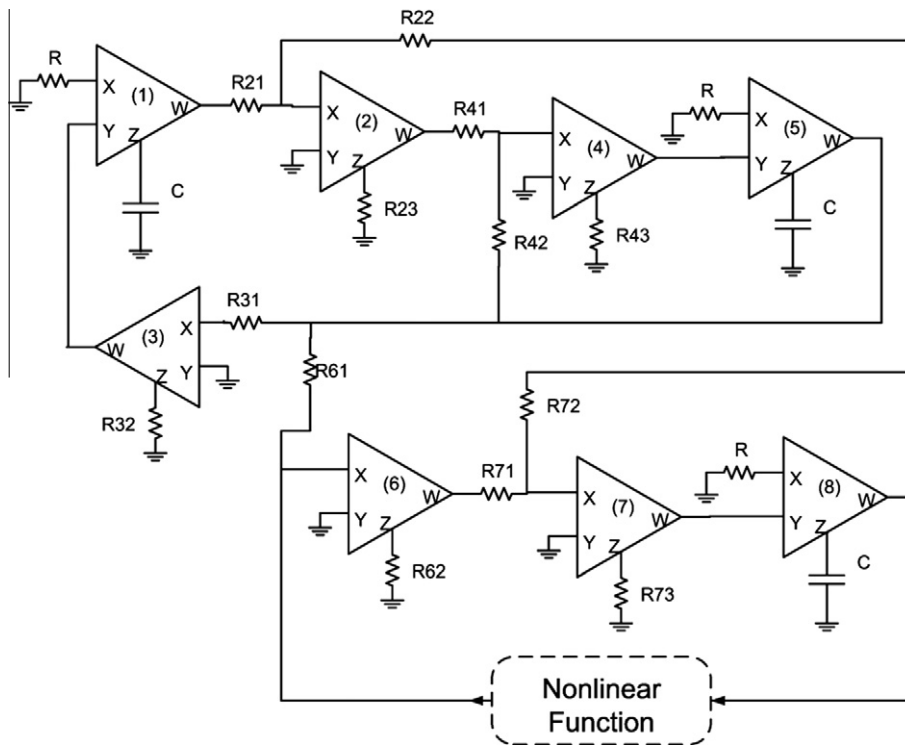 R22
R
X
(1)
W
R21
Y
Z
C
X
(2)
W
R41
Y
Z
R23
X
(4)
W
Y
Z
R43
R42
R
X
(5)
W
Y
Z
C
R31
X
(3)
W
Y
Z
R32
R61
R72
X
(6)
W
R71
Y
Z
R62
X
(7)
W
Y
Z
R73
R
X
(8)
W
Y
Z
C
Nonlinear
Function